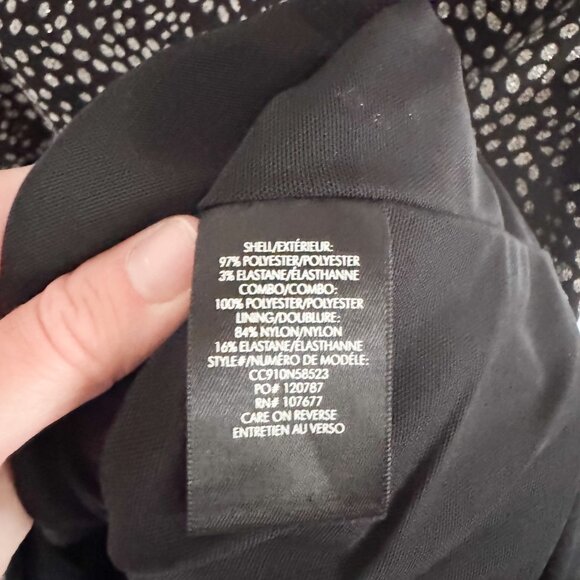 SHELL/EXTÉRIEUR:
97% POLYESTER/POLYESTER
3% ELASTANE/ÉLASTHANNE
COMBO/COMBO:
100% POLYESTER/POLYESTER
LINING/DOUBLURE:
84% NYLON/NYLON
16% ELASTANE/ÉLASTHANNE
STYLE#/NUMÉRO DE MODÈLE:
CC910N58523
PO# 120787
RN# 107677
CARE ON REVERSE
ENTRETIEN AU VERSO